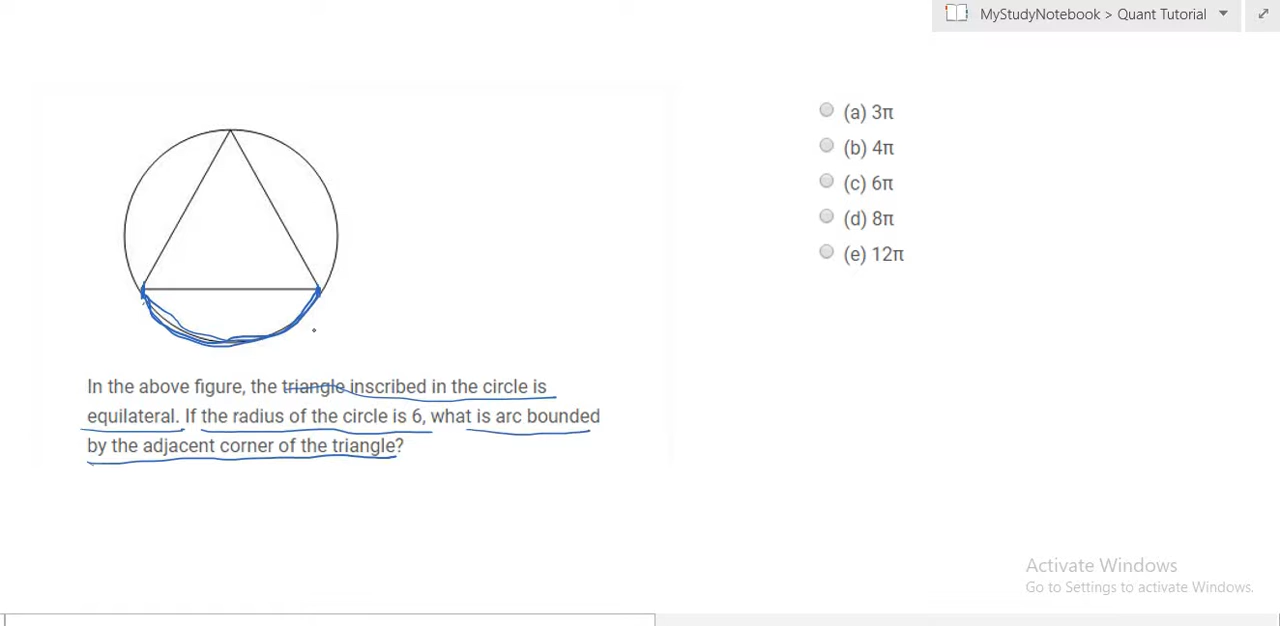 MyStudyNotebook > Quant Tutorial
(a) 3π
(b) 4π
(c) 6π
(d) 8π
(e) 12π
In the above figure, the triangle inscribed in the circle is
equilateral. If the radius of the circle is 6, what is arc bounded
by the adjacent corner of the triangle?
Activate Windows
Go to Settings to activate Windows.